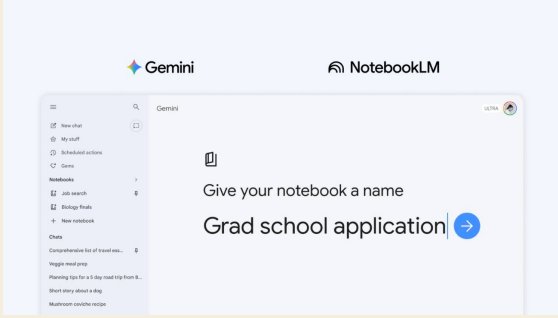 Gemini
NotebookLM
Gemini
ULTRA
New chat
My stuff
Scheduled actions
Gems
Notebooks
Job search
Biology finals
New notebook
Chats
Comprehensive list of travel ess...
Veggie meal prep
Planning tips for a 5 day road trip from B...
Short story about a dog
Mushroom ceviche recipe
Give your notebook a name
Grad school application